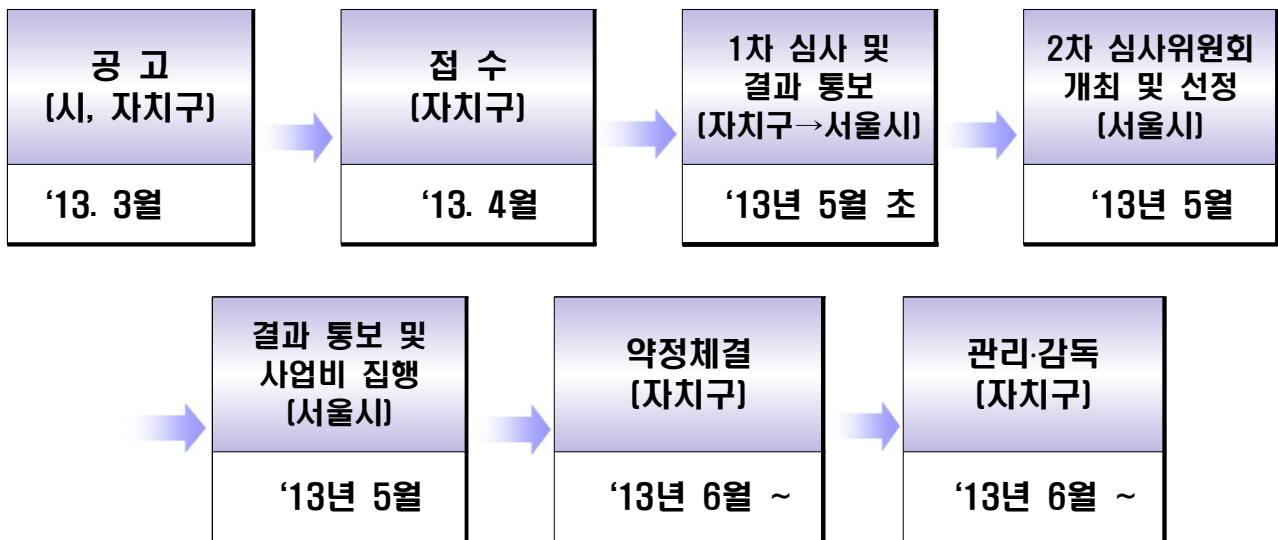 공 고
(시, 자치구)
‘13. 3월
접 수
(자치구)
‘13. 4월
1차 심사 및
결과 통보
(자치구→서울시)
‘13년 5월 초
2차 심사위원회
개최 및 선정
(서울시)
‘13년 5월
결과 통보 및
사업비 집행
(서울시)
‘13년 5월
약정체결
(자치구)
‘13년 6월 ~
관리·감독
(자치구)
‘13년 6월 ~